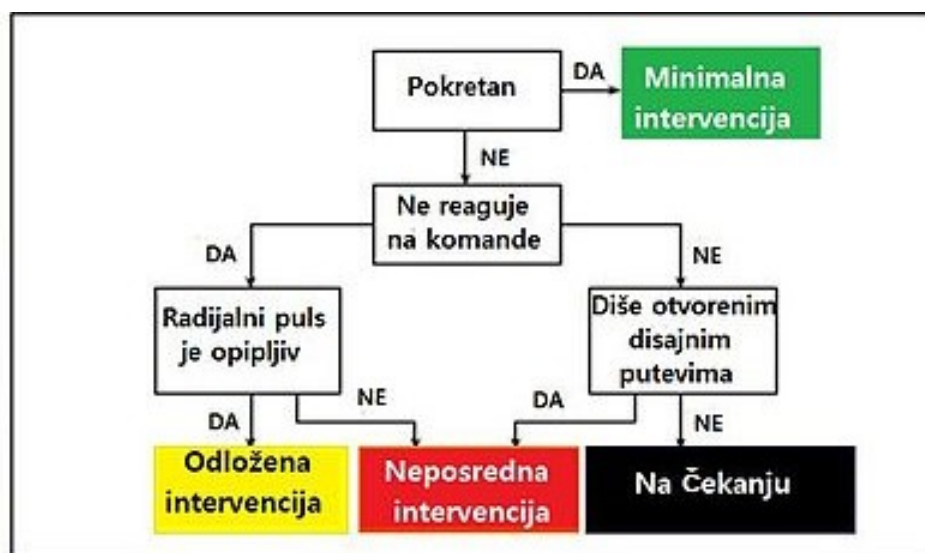 Pokretan
DA
Minimalna
intervencija
NE
Ne reaguje
na komande
DA
NE
Radijalni puls
je opipljiv
Diše otvorenim
disajnim
putevima
DA
NE
DA
NE
Odložena
intervencija
Neposredna
intervencija
Na Čekanju